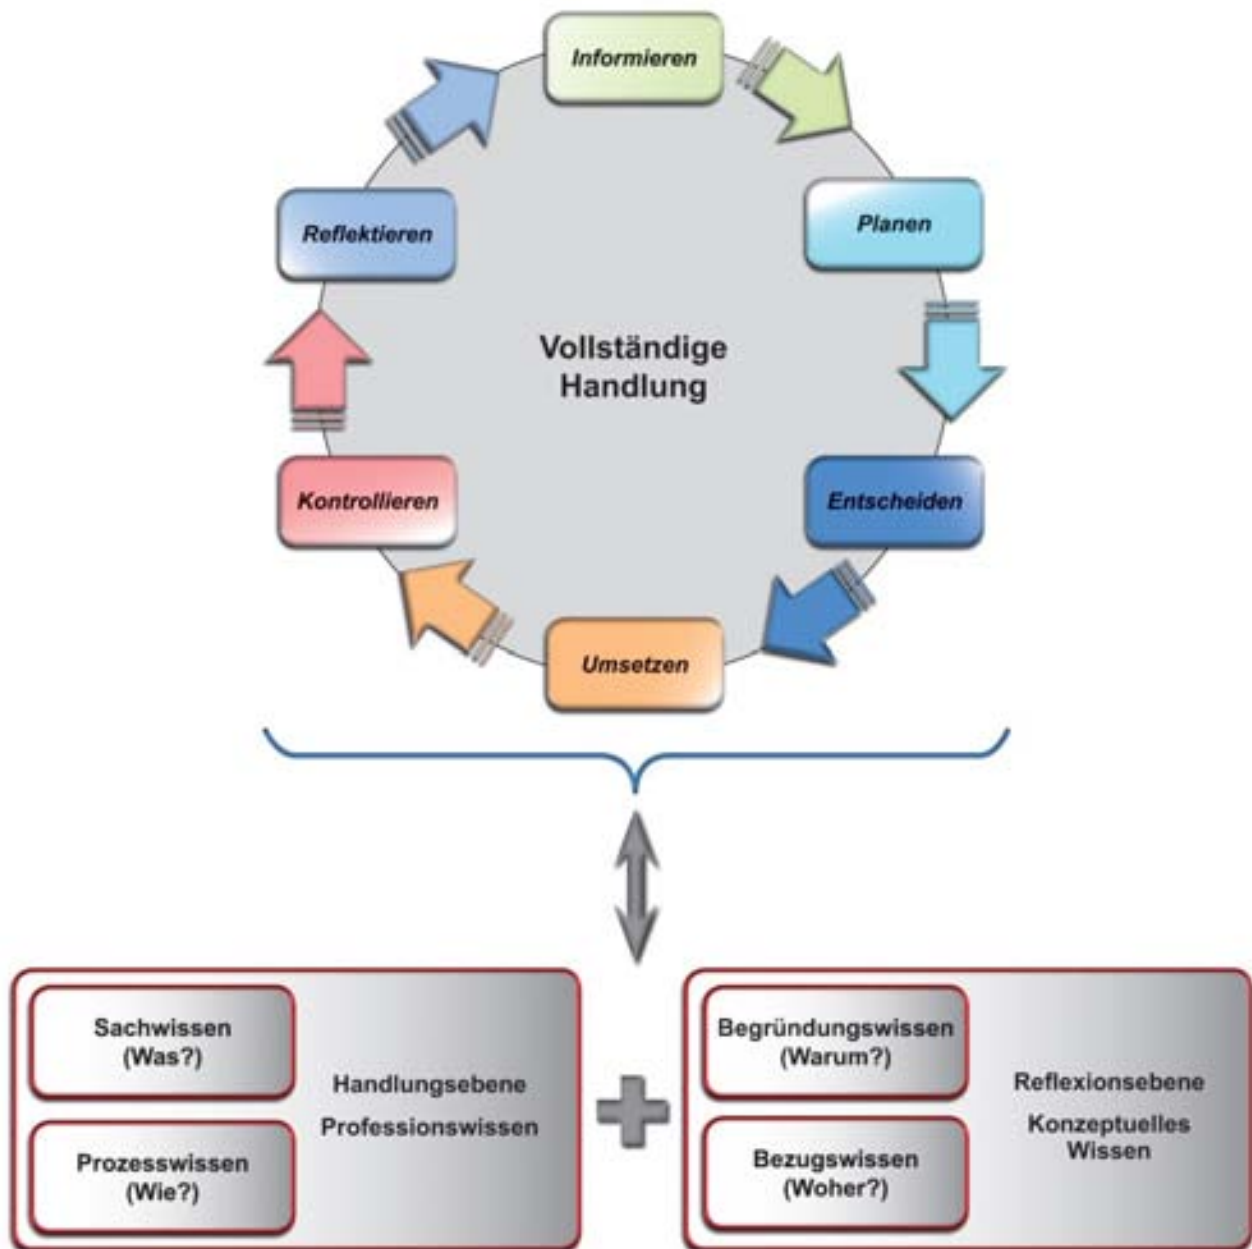 Informieren
Planen
Reflektieren
Vollständige
Handlung
Entscheiden
Kontrollieren
Umsetzen
Sachwissen
(Was?)
Prozesswissen
(Wie?)
Handlungsebene
Professionswissen
Begründungswissen
(Warum?)
Bezugswissen
(Woher?)
Reflexionsebene
Konzeptuelles
Wissen